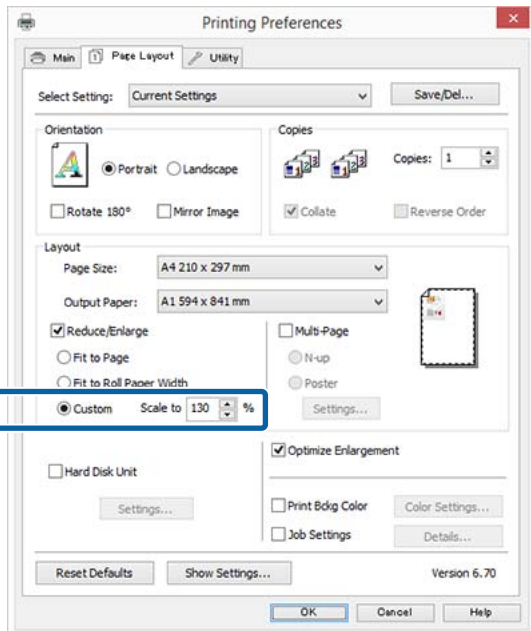 Printing Preferences
Main Page Layout Utility
Select Setting: Current Settings Save/Del...
Orientation
Portrait Landscape
Rotate 180° Mirror Image
Copies
Copies: 1
Collate Reverse Order
Layout
Page Size: A4 210 x 297 mm
Output Paper: A1 594 x 841 mm
Reduce/Enlarge
Fit to Page
Fit to Roll Paper Width
Custom Scale to 130 %
Multi-Page
N-up
Poster
Settings...
Optimize Enlargement
Hard Disk Unit
Settings...
Print Bckg Color Color Settings...
Job Settings Details...
Reset Defaults Show Settings... Version 6.70
OK Cancel Help